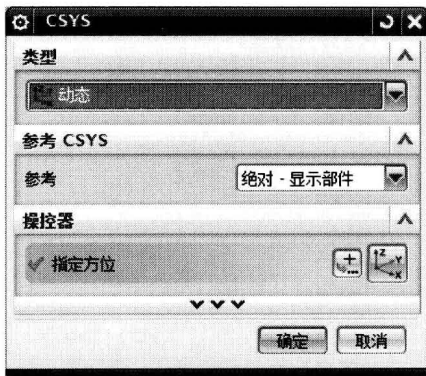 CSYS
类型
动态
参考 CSYS
参考 绝对 - 显示部件
操控器
指定方位
Z
Y
X
确定 取消